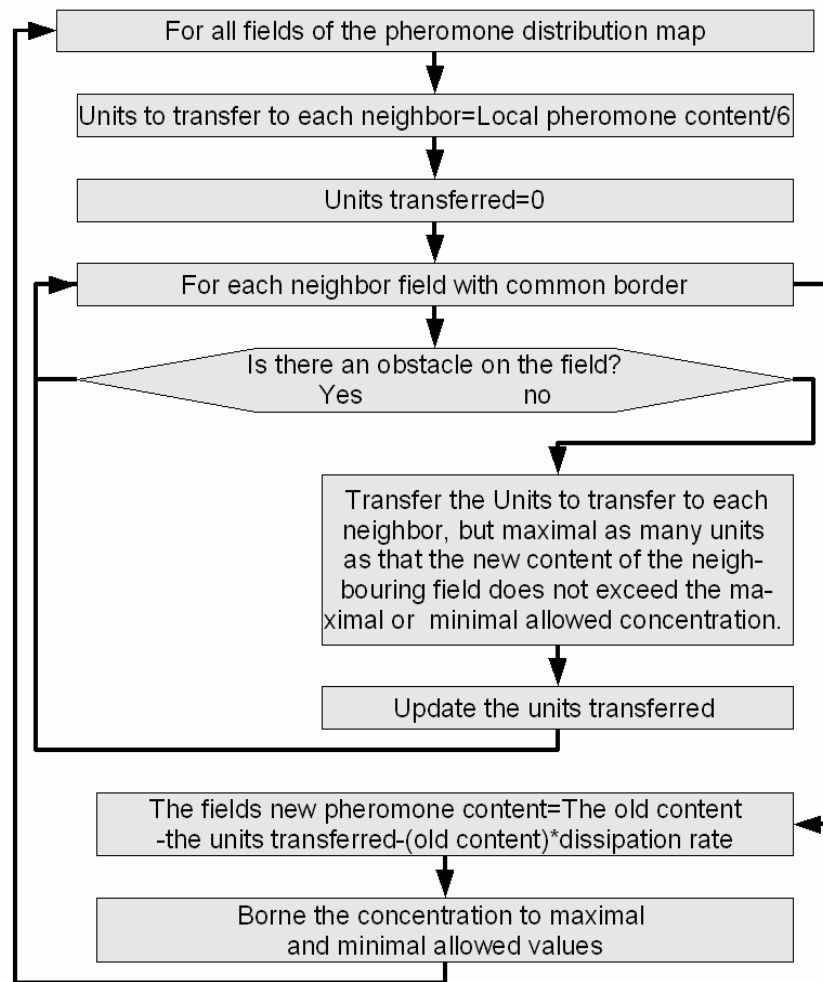 For all fields of the pheromone distribution map
Units to transfer to each neighbor=Local pheromone content/6
Units transferred=0
For each neighbor field with common border
Is there an obstacle on the field?
Yes no
Transfer the Units to transfer to each
neighbor, but maximal as many units
as that the new content of the neigh-
bouring field does not exceed the ma-
ximal or minimal allowed concentration.
Update the units transferred
The fields new pheromone content=The old content
-the units transferred-(old content)*dissipation rate
Borne the concentration to maximal
and minimal allowed values